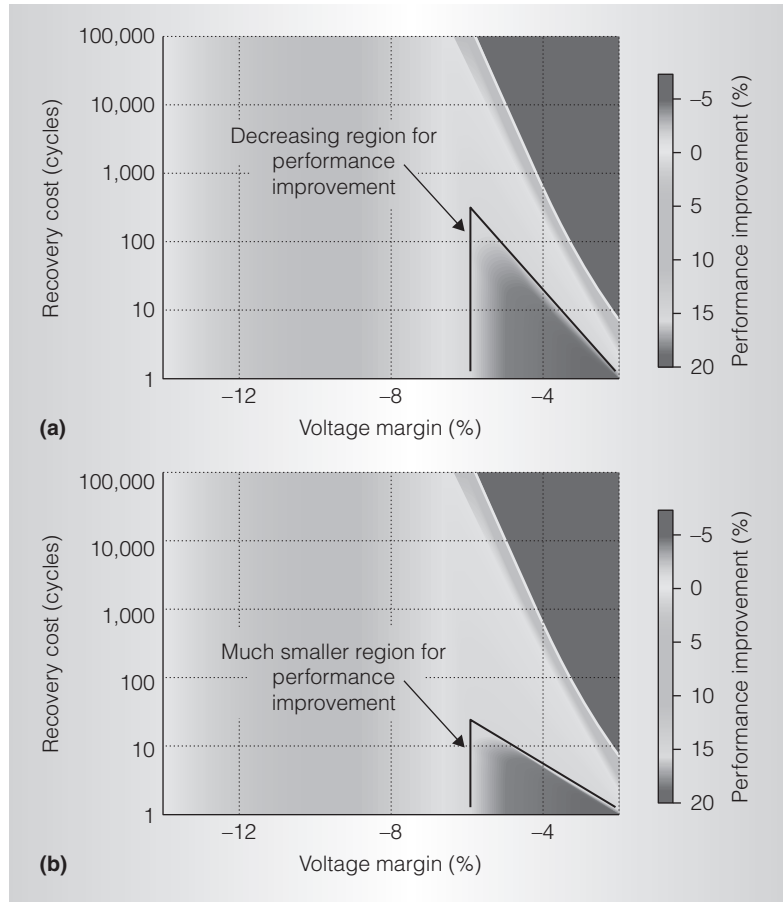 100,000
10,000
1,000
100
10
1
Recovery cost (cycles)
Decreasing region for
performance
improvement
−12
−8
−4
Voltage margin (%)
−5
0
5
10
15
20
Performance improvement (%)
(a)
100,000
10,000
1,000
100
10
1
Recovery cost (cycles)
Much smaller region for
performance
improvement
−12
−8
−4
Voltage margin (%)
−5
0
5
10
15
20
Performance improvement (%)
(b)